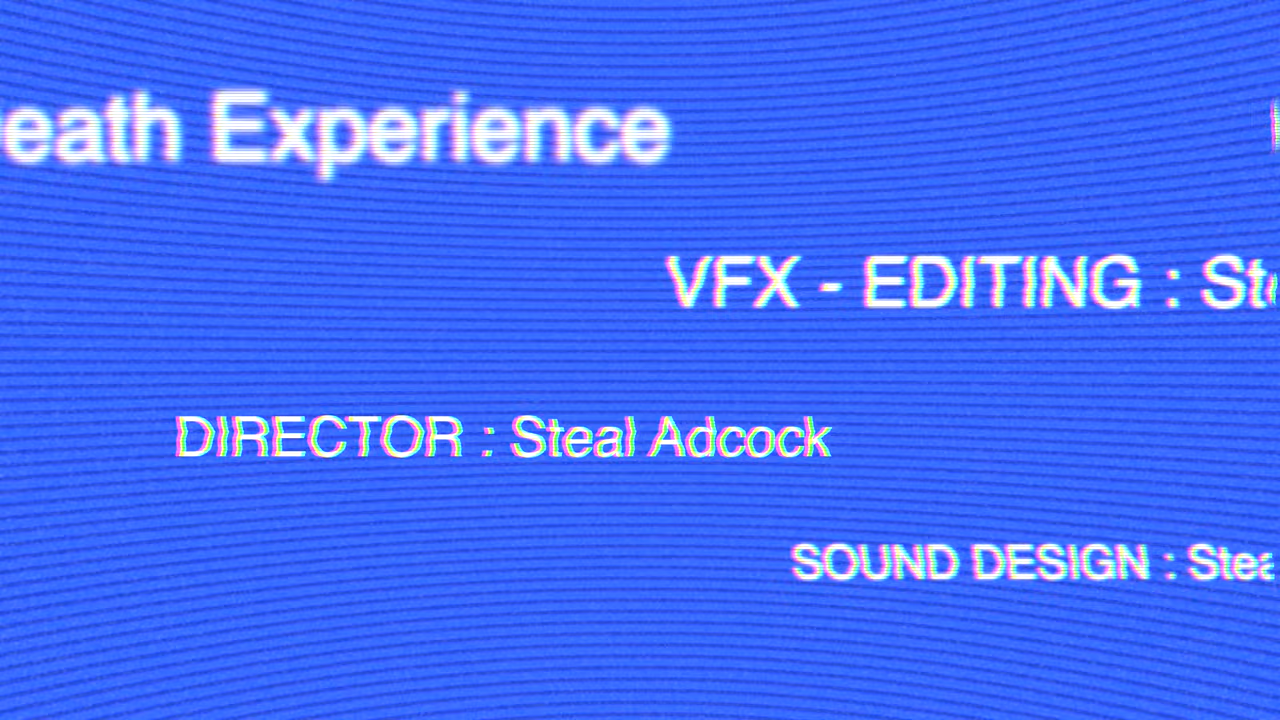 eath Experience
VFX - EDITING : Ste
DIRECTOR : Steal Adcock
SOUND DESIGN : Stea